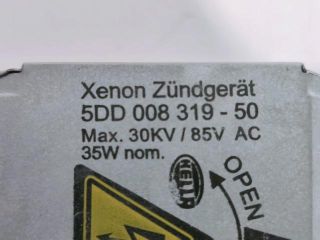 Xenon Zündgerät
5DD 008 319 - 50
Max. 30KV / 85V AC
35W nom.
HELLA
OPEN